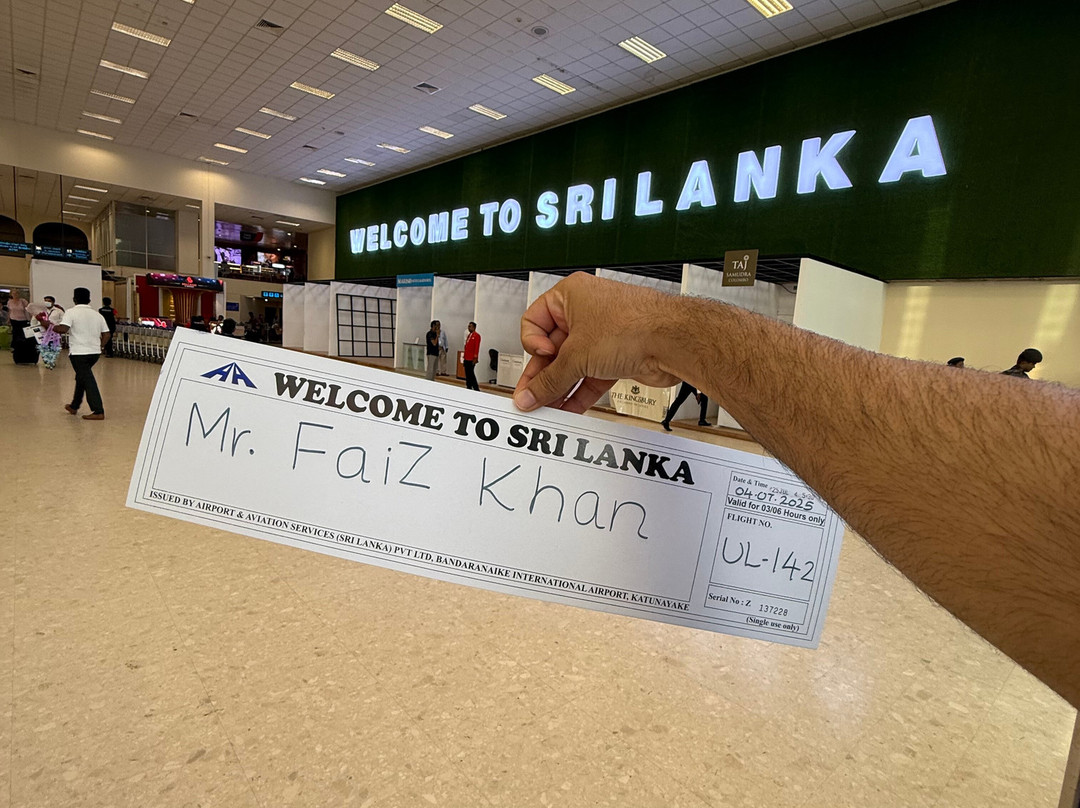 WELCOME TO SRI LANKA
TAJ
SAMUDRA
COLOMBO
THE KINGSBURY
WELCOME TO SRI LANKA
Mr. Faiz Khan
ISSUED BY AIRPORT & AVIATION SERVICES (SRI LANKA) PVT LTD, BANDARANAIKE INTERNATIONAL AIRPORT, KATUNAYAKE
Date & Time
04.07.2025
Valid for 03/06 Hours only
FLIGHT NO.
UL-142
Serial No : Z 137228
(Single use only)